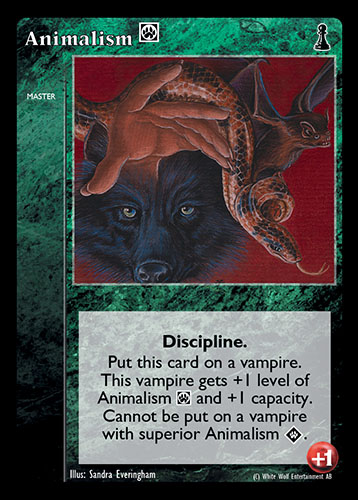 Animalism
MASTER
Discipline.
Put this card on a vampire.
This vampire gets +1 level of
Animalism and +1 capacity.
Cannot be put on a vampire
with superior Animalism .
+1
Illus: Sandra Everingham
(C) White Wolf Entertainment AB